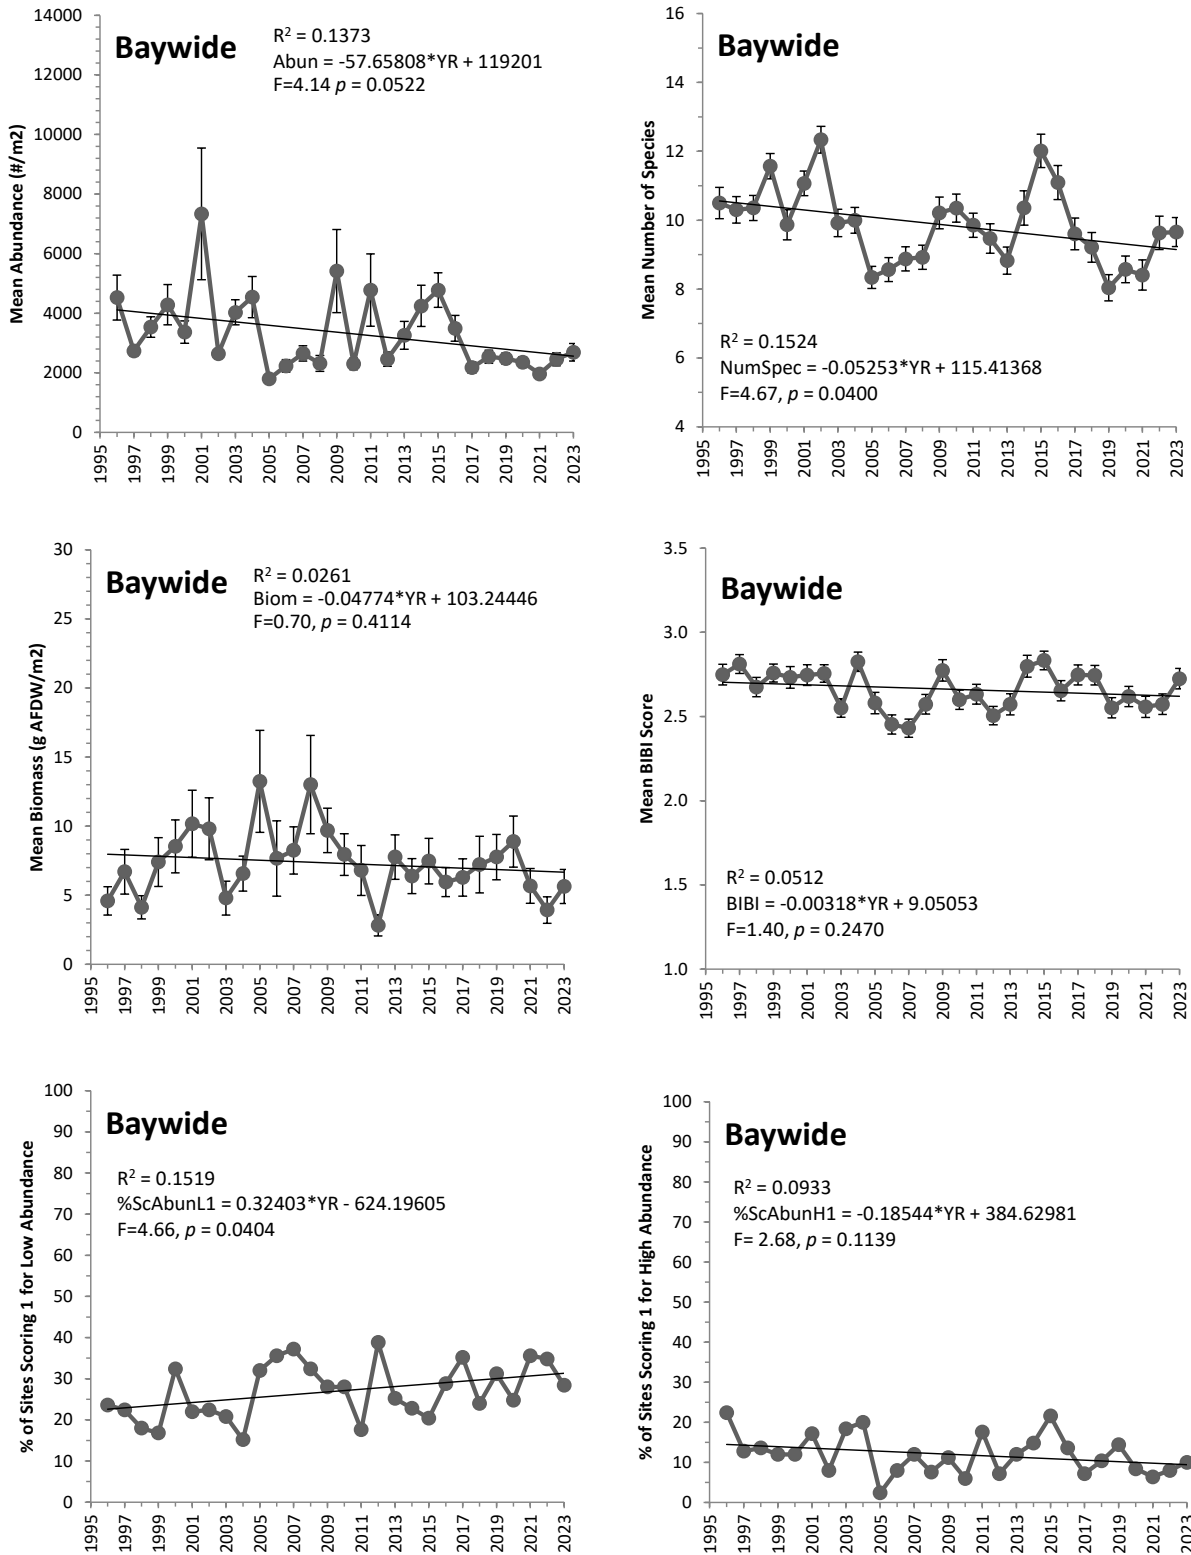 14000
12000
10000
8000
6000
4000
2000
0
Mean Abundance (#/m2)
Baywide
R² = 0.1373
Abun = -57.65808*YR + 119201
F=4.14 p = 0.0522
1995 1997 1999 2001 2003 2005 2007 2009 2011 2013 2015 2017 2019 2021 2023
16
14
12
10
8
6
4
Mean Number of Species
Baywide
R² = 0.1524
NumSpec = -0.05253*YR + 115.41368
F=4.67, p = 0.0400
1995 1997 1999 2001 2003 2005 2007 2009 2011 2013 2015 2017 2019 2021 2023
30
25
20
15
10
5
0
Mean Biomass (g AFDW/m2)
Baywide
R² = 0.0261
Biom = -0.04774*YR + 103.24446
F=0.70, p = 0.4114
1995 1997 1999 2001 2003 2005 2007 2009 2011 2013 2015 2017 2019 2021 2023
3.5
3.0
2.5
2.0
1.5
1.0
Mean BIBI Score
Baywide
R² = 0.0512
BIBI = -0.00318*YR + 9.05053
F=1.40, p = 0.2470
1995 1997 1999 2001 2003 2005 2007 2009 2011 2013 2015 2017 2019 2021 2023
100
90
80
70
60
50
40
30
20
10
0
% of Sites Scoring 1 for Low Abundance
Baywide
R² = 0.1519
%ScAbunL1 = 0.32403*YR - 624.19605
F=4.66, p = 0.0404
1995 1997 1999 2001 2003 2005 2007 2009 2011 2013 2015 2017 2019 2021 2023
100
90
80
70
60
50
40
30
20
10
0
% of Sites Scoring 1 for High Abundance
Baywide
R² = 0.0933
%ScAbunH1 = -0.18544*YR + 384.62981
F= 2.68, p = 0.1139
1995 1997 1999 2001 2003 2005 2007 2009 2011 2013 2015 2017 2019 2021 2023